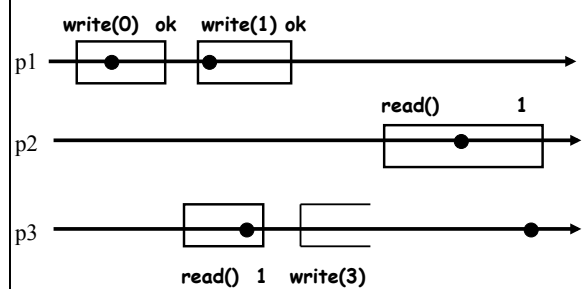 write(0) ok write(1) ok
p1
read() 1
p2
p3
read() 1 write(3)